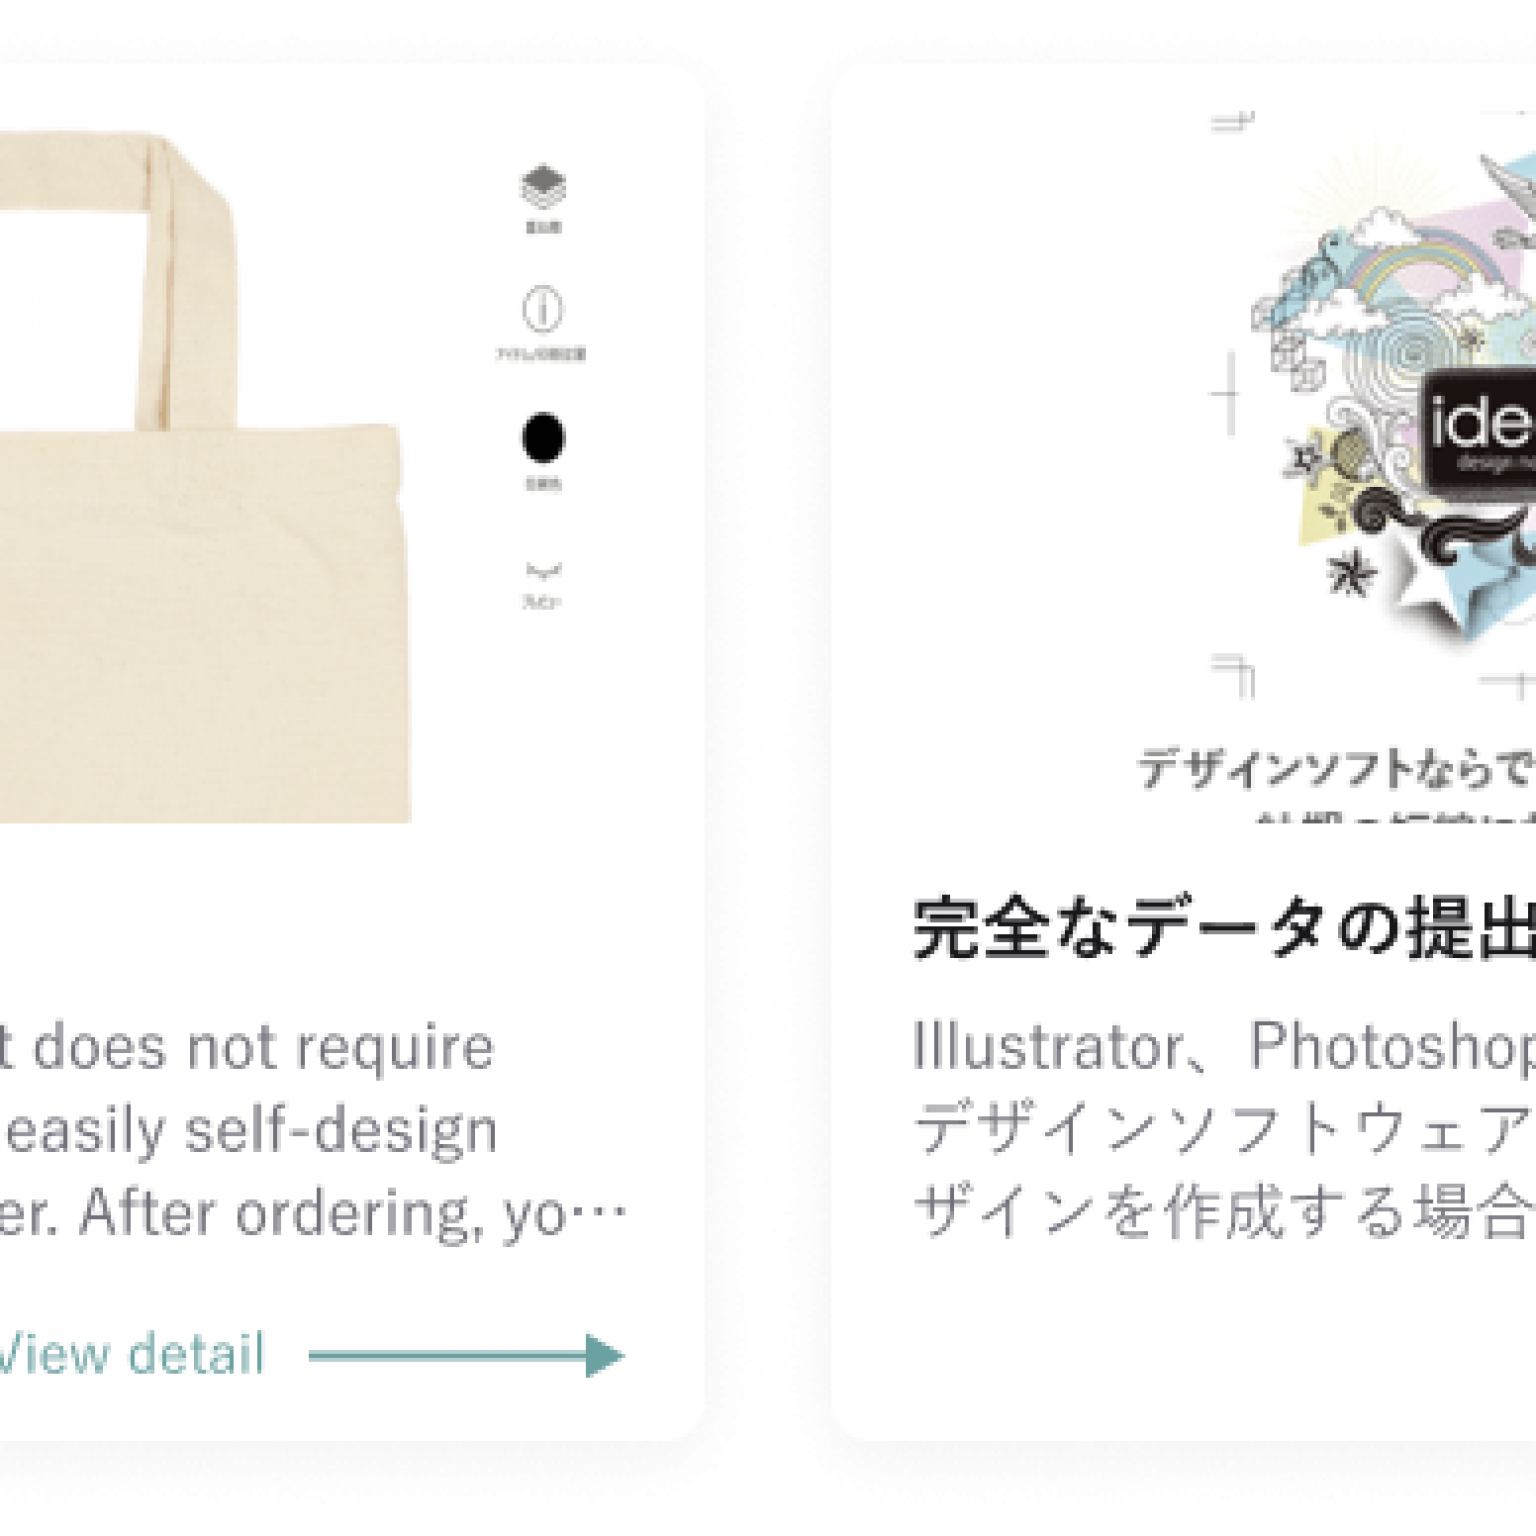 t does not require
easily self-design
er. After ordering, yo…
View detail
ide
design
デザインソフトならで
完全なデータの提出
Illustrator、Photoshop
デザインソフトウェア
ザインを作成する場合